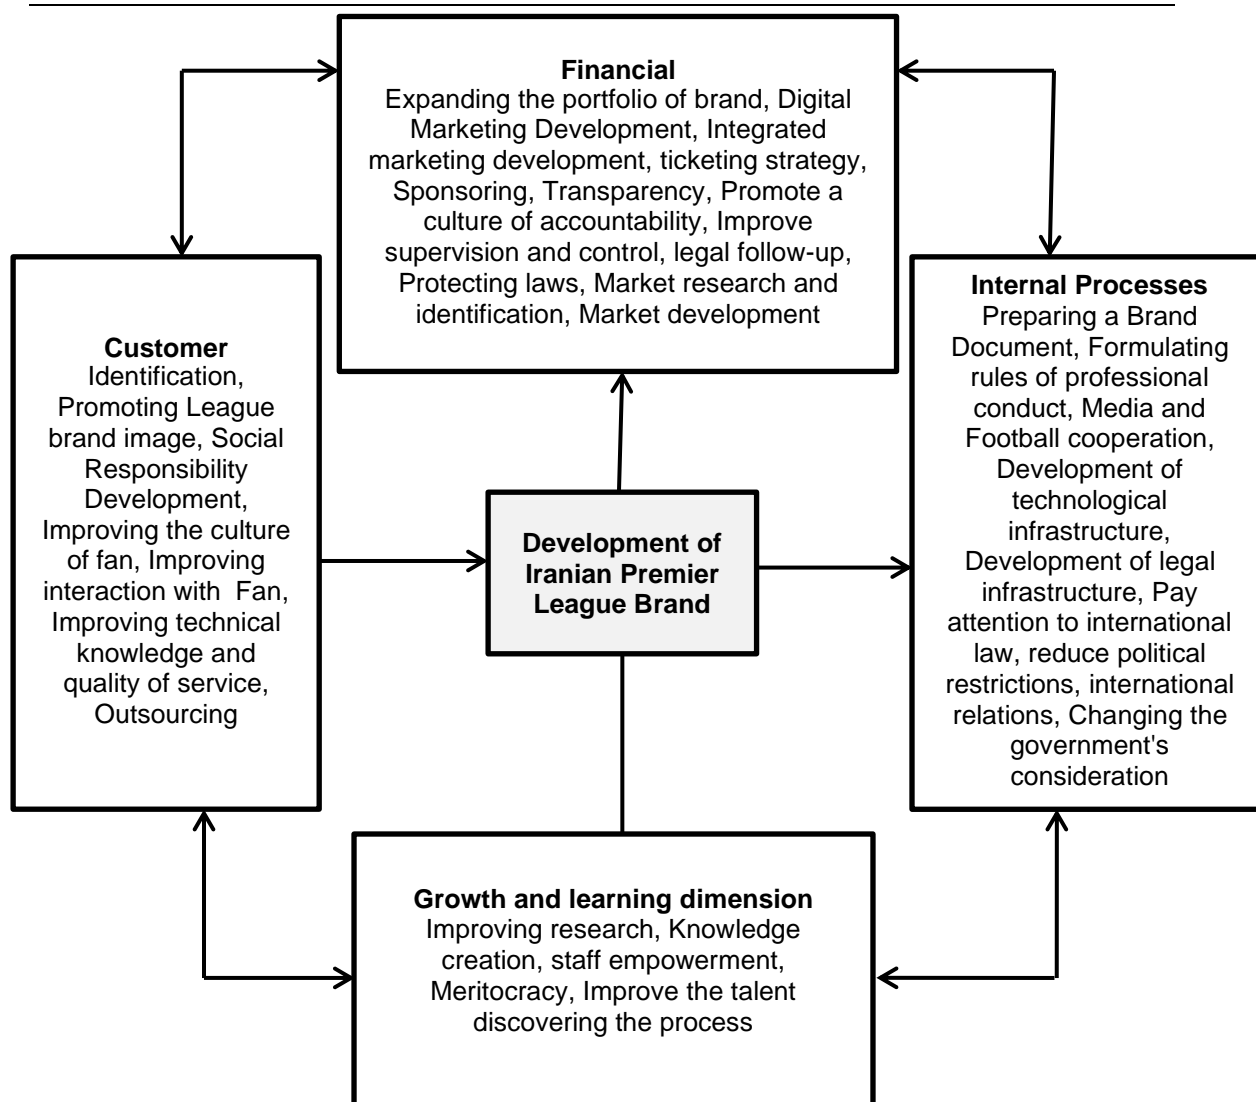 Financial
Expanding the portfolio of brand, Digital
Marketing Development, Integrated
marketing development, ticketing strategy,
Sponsoring, Transparency, Promote a
culture of accountability, Improve
supervision and control, legal follow-up,
Protecting laws, Market research and
identification, Market development
Customer
Identification,
Promoting League
brand image, Social
Responsibility
Development,
Improving the culture
of fan, Improving
interaction with  Fan,
Improving technical
knowledge and
quality of service,
Outsourcing
Development of
Iranian Premier
League Brand
Internal Processes
Preparing a Brand
Document, Formulating
rules of professional
conduct, Media and
Football cooperation,
Development of
technological
infrastructure,
Development of legal
infrastructure, Pay
attention to international
law, reduce political
restrictions, international
relations, Changing the
government's
consideration
Growth and learning dimension
Improving research, Knowledge
creation, staff empowerment,
Meritocracy, Improve the talent
discovering the process